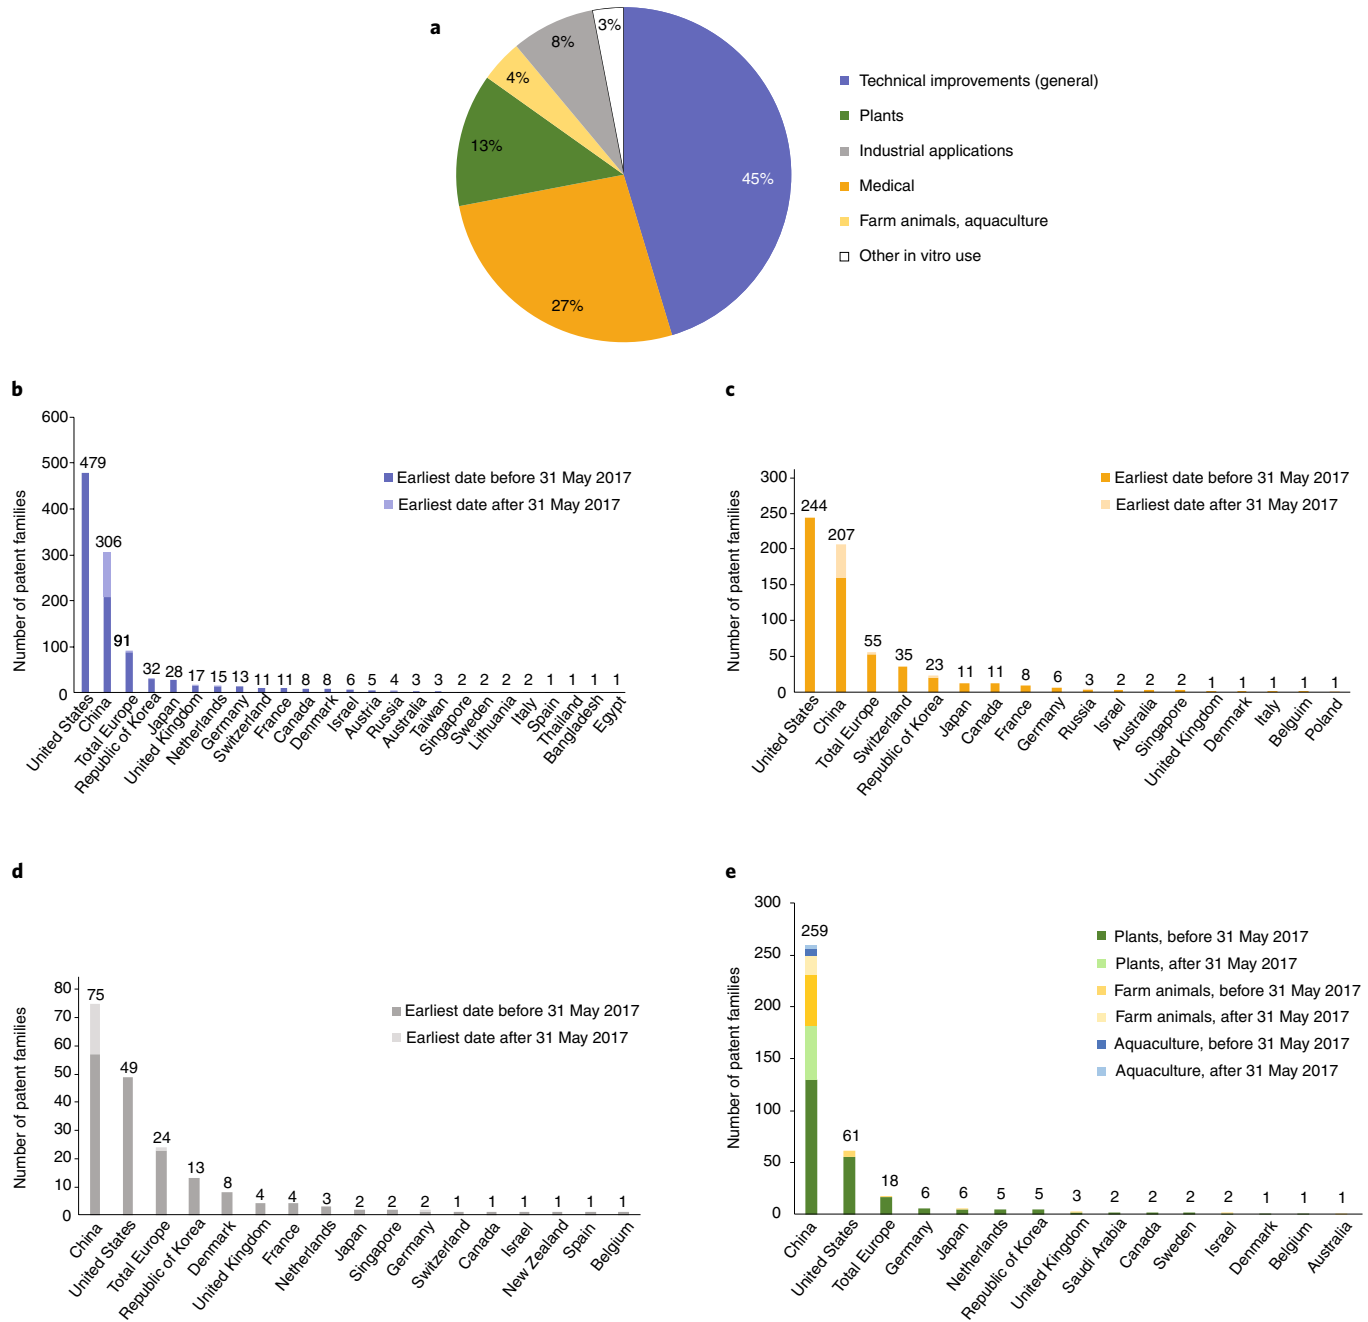 a
3%
8%
4%
13%
45%
27%
Technical improvements (general)
Plants
Industrial applications
Medical
Farm animals, aquaculture
Other in vitro use
b
Number of patent families
600
500
400
300
200
100
0
479
306
91
32
28
17
15
13
11
11
8
8
6
5
4
3
3
2
2
2
2
1
1
1
1
Earliest date before 31 May 2017
Earliest date after 31 May 2017
United States
China
Total Europe
Republic of Korea
Japan
United Kingdom
Netherlands
Germany
Switzerland
France
Canada
Denmark
Israel
Austria
Russia
Australia
Taiwan
Singapore
Sweden
Lithuania
Italy
Spain
Thailand
Bangladesh
Egypt
c
Number of patent families
300
250
200
150
100
50
0
244
207
55
35
23
11
11
8
6
3
2
2
2
1
1
1
1
1
Earliest date before 31 May 2017
Earliest date after 31 May 2017
United States
China
Total Europe
Switzerland
Republic of Korea
Japan
Canada
France
Germany
Russia
Israel
Australia
Singapore
United Kingdom
Denmark
Italy
Belguim
Poland
d
Number of patent families
80
70
60
50
40
30
20
10
0
75
49
24
13
8
4
4
3
2
2
2
1
1
1
1
1
1
Earliest date before 31 May 2017
Earliest date after 31 May 2017
China
United States
Total Europe
Republic of Korea
Denmark
United Kingdom
France
Netherlands
Japan
Singapore
Germany
Switzerland
Canada
Israel
New Zealand
Spain
Belgium
e
Number of patent families
300
250
200
150
100
50
0
259
61
18
6
6
5
5
3
2
2
2
2
1
1
1
Plants, before 31 May 2017
Plants, after 31 May 2017
Farm animals, before 31 May 2017
Farm animals, after 31 May 2017
Aquaculture, before 31 May 2017
Aquaculture, after 31 May 2017
China
United States
Total Europe
Germany
Japan
Netherlands
Republic of Korea
United Kingdom
Saudi Arabia
Canada
Sweden
Israel
Denmark
Belgium
Australia